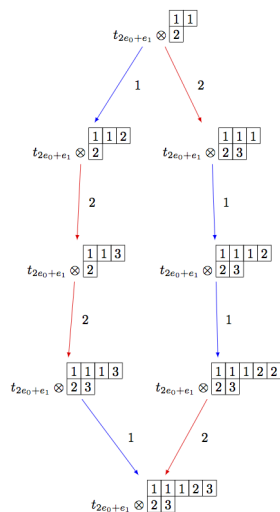 1 1
t_{2e_0+e_1} ⊗ 2
1 2
1 1 2 1 1 1
t_{2e_0+e_1} ⊗ 2 t_{2e_0+e_1} ⊗ 2 3
2 1
1 1 3 1 1 1 2
t_{2e_0+e_1} ⊗ 2 t_{2e_0+e_1} ⊗ 2 3
2 1
1 1 1 3 1 1 1 2 2
t_{2e_0+e_1} ⊗ 2 3 t_{2e_0+e_1} ⊗ 2 3
1 2
1 1 1 2 3
t_{2e_0+e_1} ⊗ 2 3